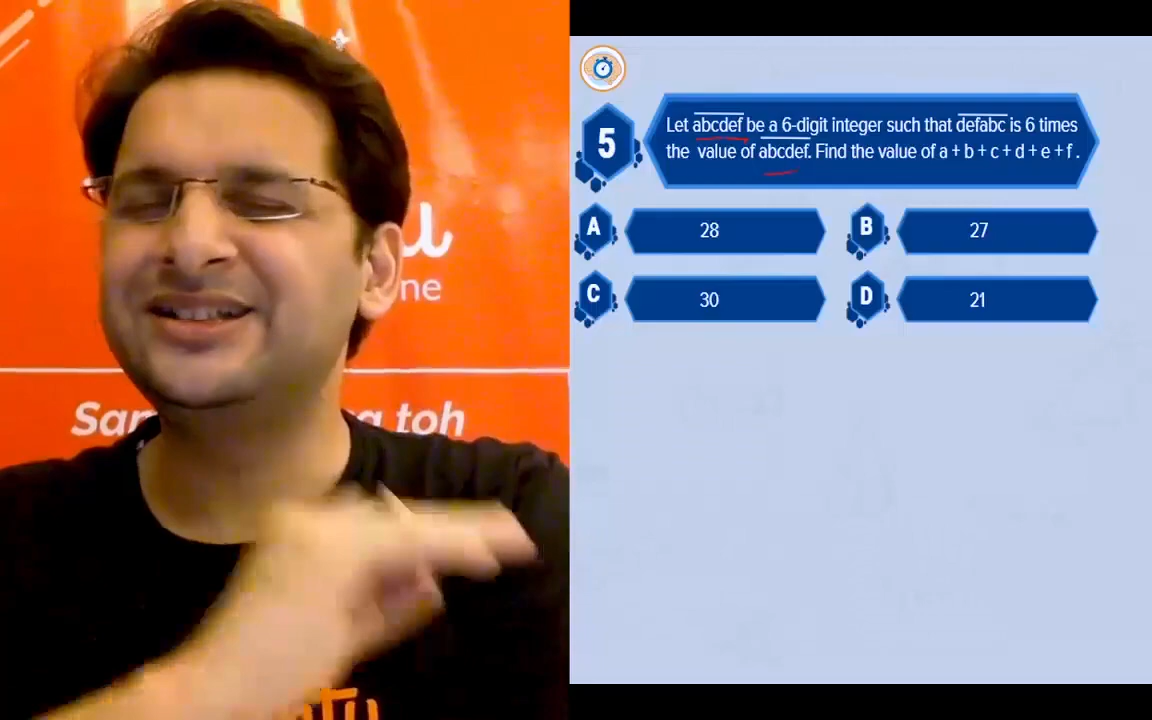 5
Let abcdef be a 6-digit integer such that defabc is 6 times
the value of abcdef. Find the value of a + b + c + d + e + f .
A 28
B 27
C 30
D 21
u
ne
toh